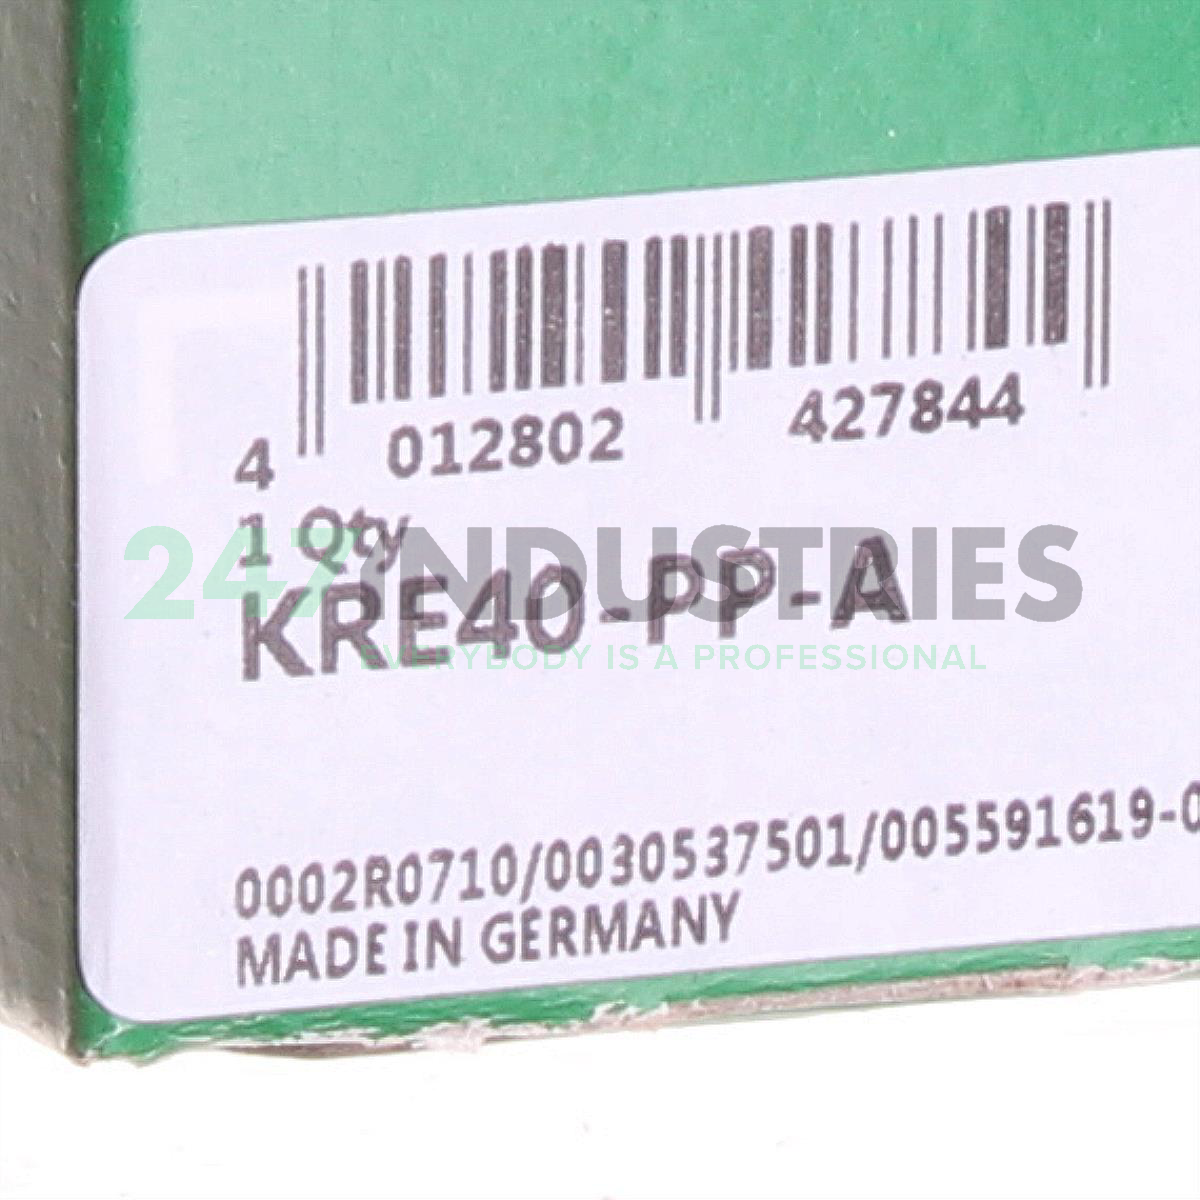 4 012802 427844
1 Qty
247 INDUSTRIES
KRE40-PP-A
EVERYBODY IS A PROFESSIONAL
0002R0710/0030537501/005591619-0
MADE IN GERMANY